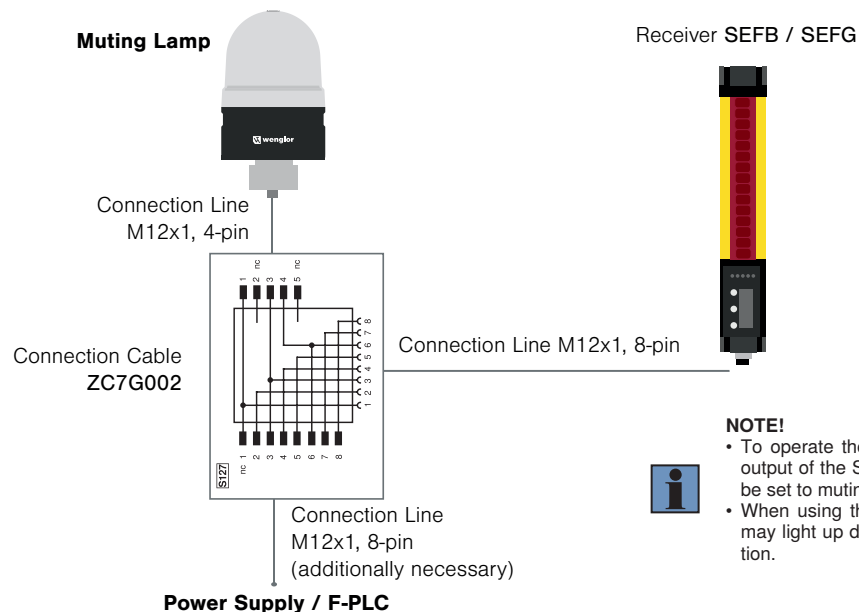 Muting Lamp
Receiver SEFB / SEFG
wenglor
Connection Line
M12x1, 4-pin
1
2 nc
3
4
5 nc
8
7
6
5
4
3
2
1
Connection Cable
ZC7G002
Connection Line M12x1, 8-pin
nc 1
2
3
4
5
6
7
8
S127
Connection Line
M12x1, 8-pin
(additionally necessary)
Power Supply / F-PLC
NOTE!
• To operate the
output of the S
be set to mutin
• When using th
may light up d
tion.